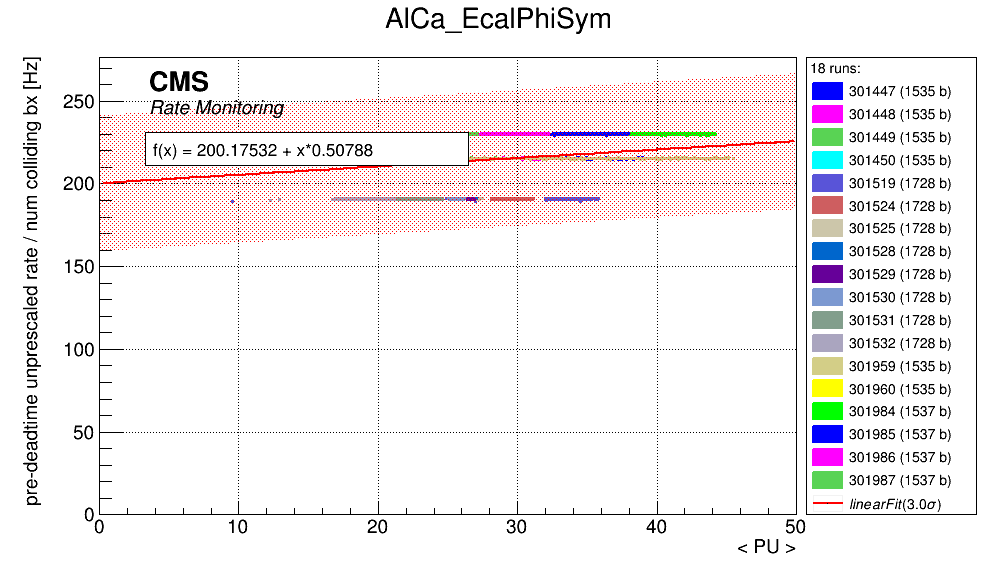 AlCa_EcalPhiSym
pre-deadtime unprescaled rate / num colliding bx [Hz]
CMS
Rate Monitoring
f(x) = 200.17532 + x*0.50788
250
200
150
100
50
0
0 10 20 30 40 50
< PU >
18 runs:
301447 (1535 b)
301448 (1535 b)
301449 (1535 b)
301450 (1535 b)
301519 (1728 b)
301524 (1728 b)
301525 (1728 b)
301528 (1728 b)
301529 (1728 b)
301530 (1728 b)
301531 (1728 b)
301532 (1728 b)
301959 (1535 b)
301960 (1535 b)
301984 (1537 b)
301985 (1537 b)
301986 (1537 b)
301987 (1537 b)
linearFit(3.0σ)